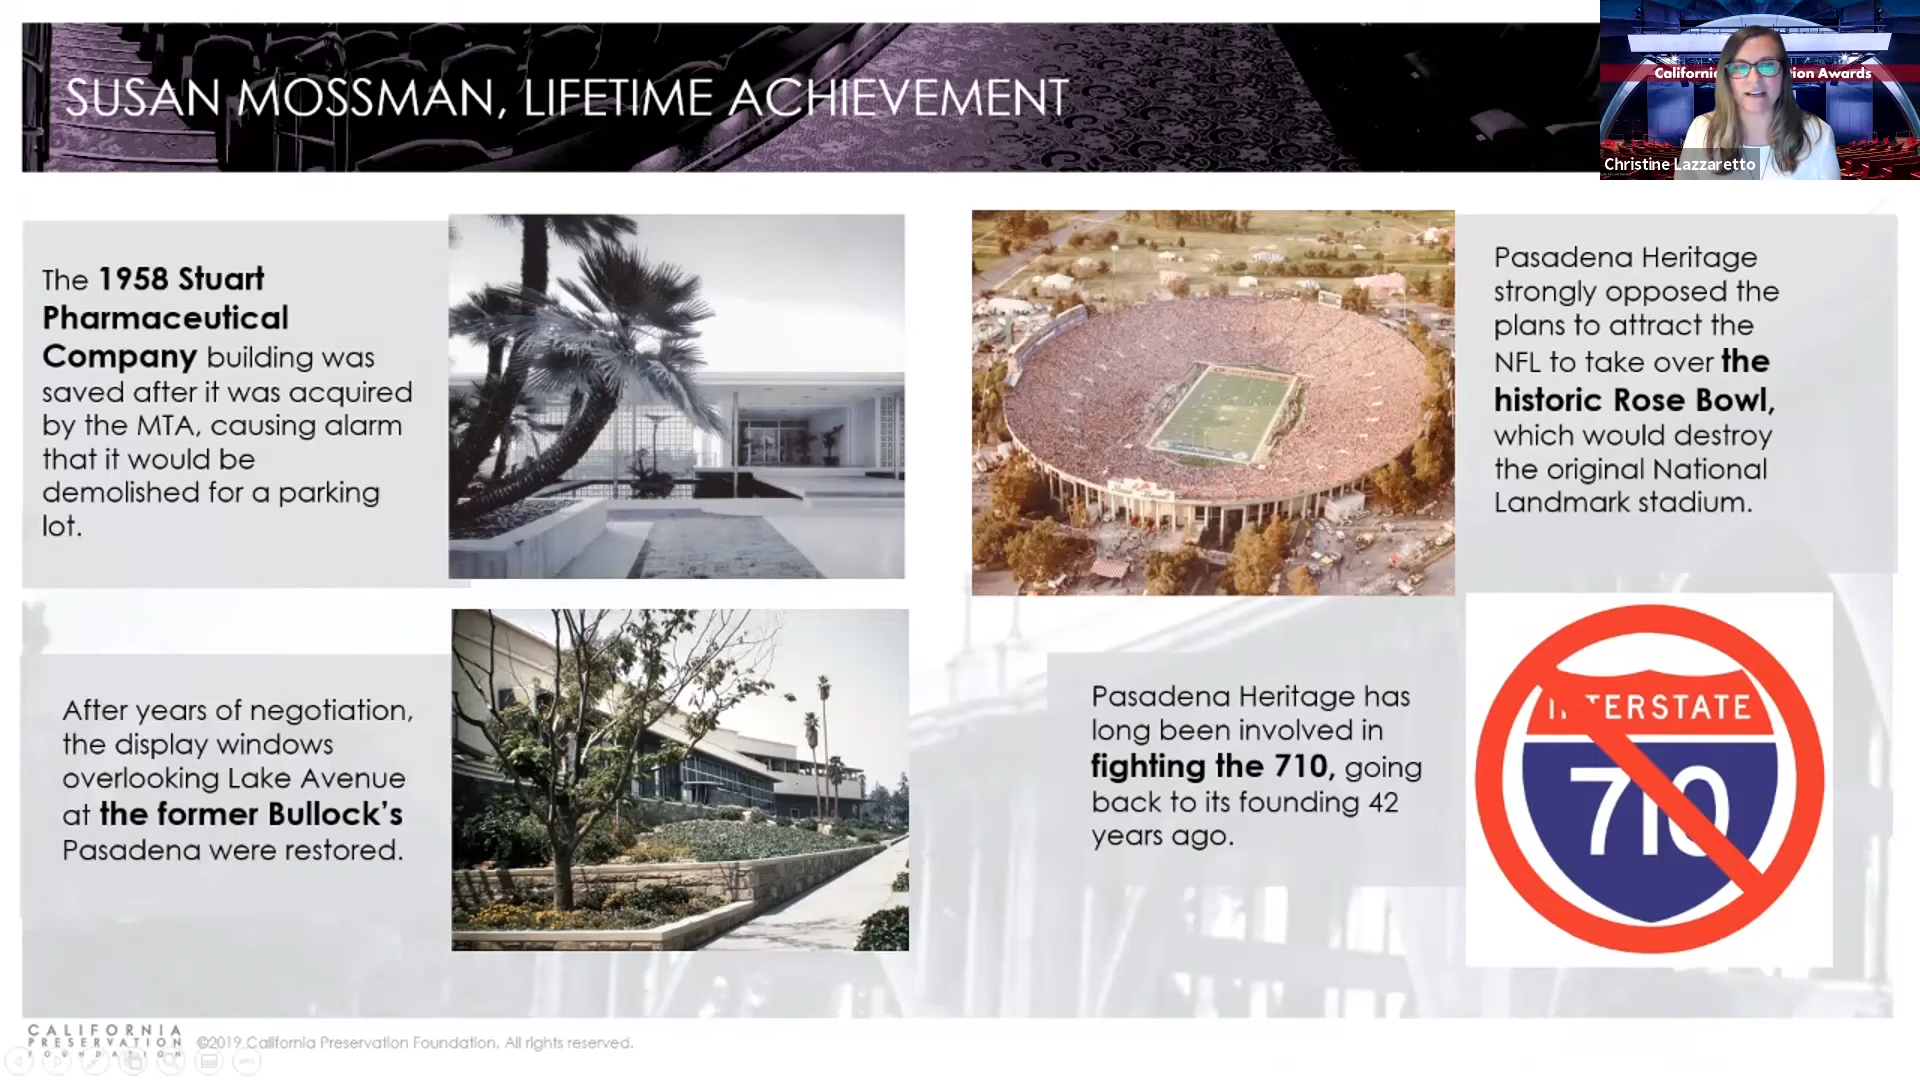 SUSAN MOSSMAN, LIFETIME ACHIEVEMENT
California
ion Awards
Christine Lazzaretto
The 1958 Stuart
Pharmaceutical
Company building was
saved after it was acquired
by the MTA, causing alarm
that it would be
demolished for a parking
lot.
Pasadena Heritage
strongly opposed the
plans to attract the
NFL to take over the
historic Rose Bowl,
which would destroy
the original National
Landmark stadium.
After years of negotiation,
the display windows
overlooking Lake Avenue
at the former Bullock’s
Pasadena were restored.
Pasadena Heritage has
long been involved in
fighting the 710, going
back to its founding 42
years ago.
INTERSTATE
710
CALIFORNIA
PRESERVATION
FOUNDATION
©2019 California Preservation Foundation. All rights reserved.